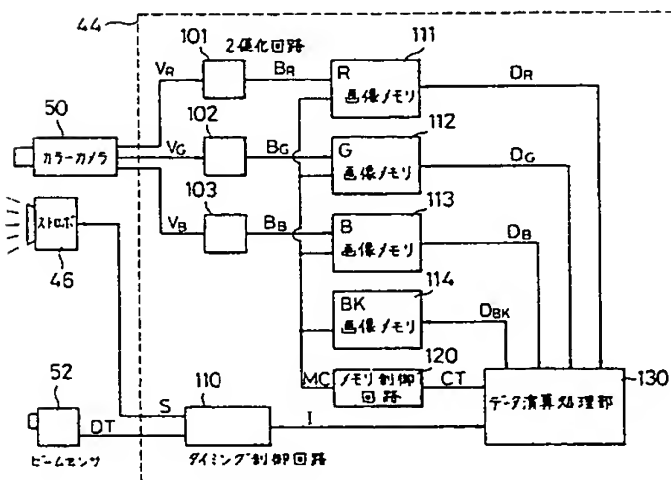 44
101
2値化回路
111
VR
BR
R
画像メモリ
DR
50
カラーカメラ
102
VG
BG
112
G
画像メモリ
DG
103
VB
BB
113
B
画像メモリ
DB
ストロボ
46
114
BK
画像メモリ
DBK
52
S
110
MC
メモリ制御
回路
120
CT
130
データ演算処理部
DT
I
ビームセンサ
タイミング制御回路